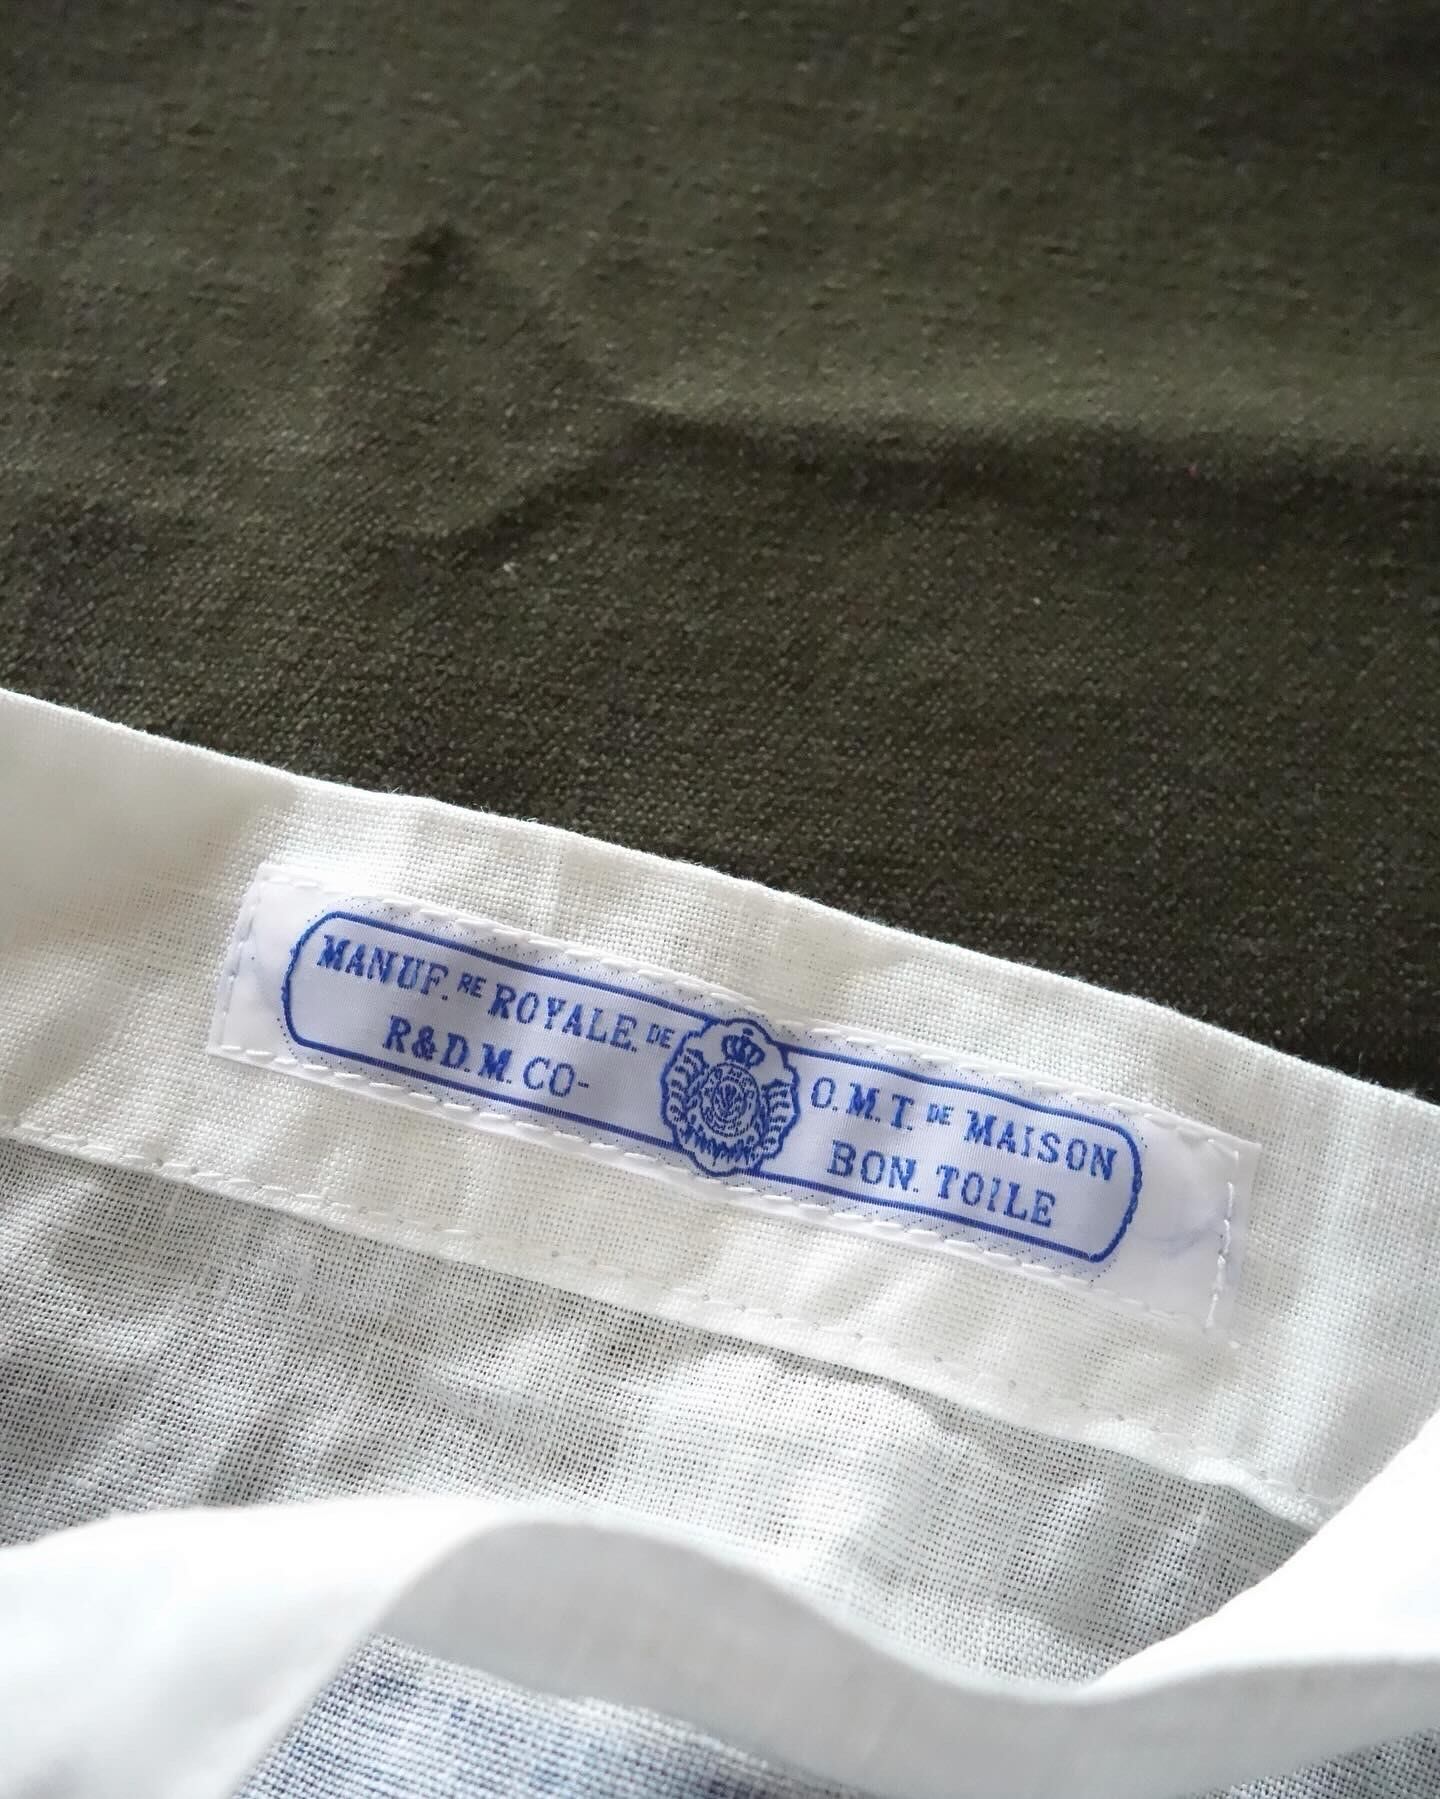 MANUF. RE ROYALE. DE
R&D.M.CO-
O.M.T. DE MAISON
BON. TOILE